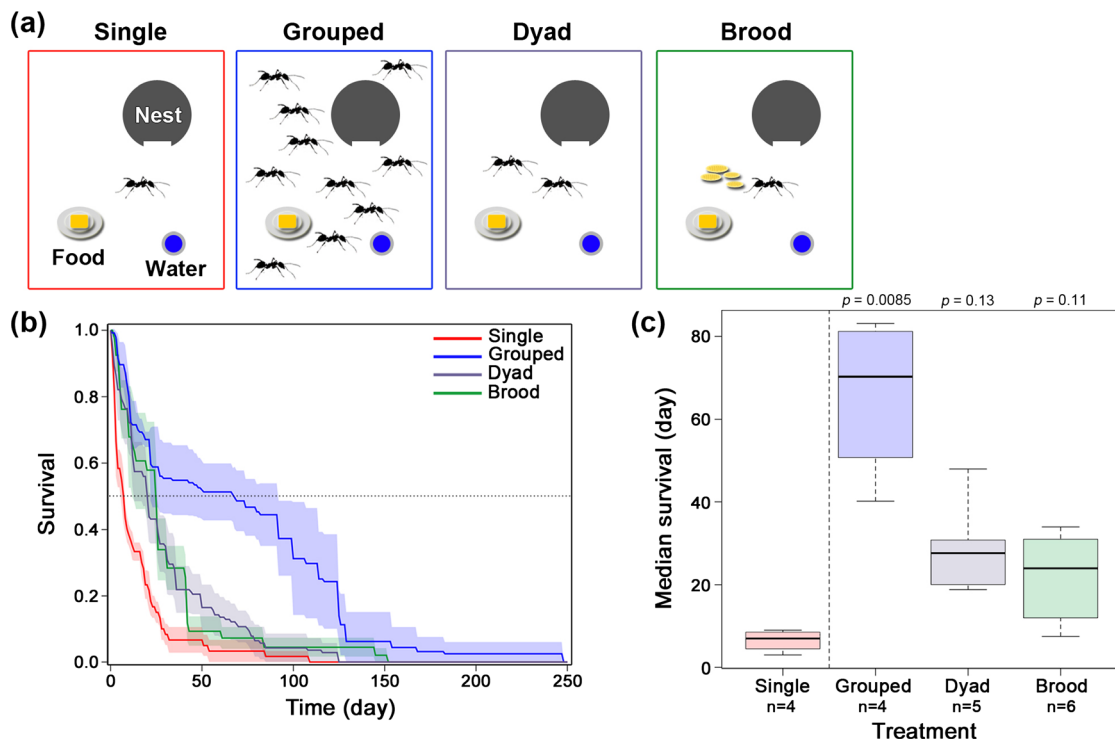 (a)
Single Grouped Dyad Brood
Nest
Food
Water
(b)
1.0
0.8
0.6
0.4
0.2
0.0
Survival
Single
Grouped
Dyad
Brood
0 50 100 150 200 250
Time (day)
(c)
p = 0.0085 p = 0.13 p = 0.11
80
60
40
20
0
Median survival (day)
Single Grouped Dyad Brood
n=4 n=4 n=5 n=6
Treatment